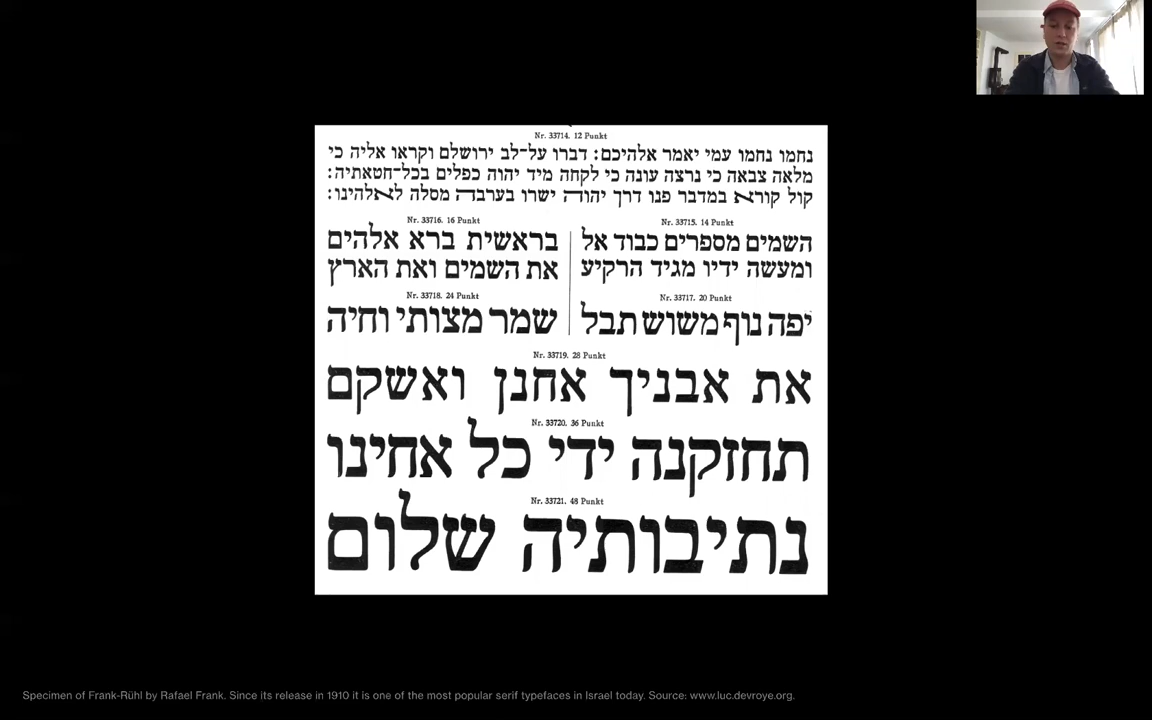 Nr. 33714. 12 Punkt
נחמו נחמו עמי יאמר אלהיכם: דברו על־לב ירושלם וקראו אליה כי
מלאה צבאה כי נרצה עונה כי לקחה מיד יהוה כפלים בכל־חטאתיה:
קול קורא במדבר פנו דרך יהוה ישרו בערבה מסלה לאלהינו:
Nr. 33715. 14 Punkt
השמים מספרים כבוד אל
ומעשה ידיו מגיד הרקיע
Nr. 33716. 16 Punkt
בראשית ברא אלהים
את השמים ואת הארץ
Nr. 33717. 20 Punkt
יפה נוף משוש תבל
Nr. 33718. 24 Punkt
שמר מצותי וחיה
Nr. 33719. 28 Punkt
את אבניך אחנן ואשקם
Nr. 33720. 36 Punkt
תחזקנה ידי כל אחינו
Nr. 33721. 48 Punkt
נתיבותיה שלום
Specimen of Frank-Rühl by Rafael Frank. Since its release in 1910 it is one of the most popular serif typefaces in Israel today. Source: www.luc.devroye.org.